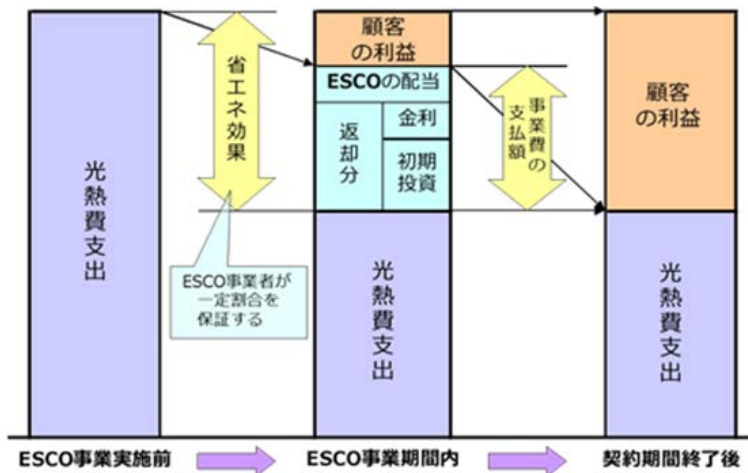 光熱費支出
省エネ効果
ESCO事業者が
一定割合を
保証する
顧客
の利益
ESCOの配当
返却分
金利
初期
投資
光熱費支出
事業費の
支払額
顧客
の利益
光熱費支出
ESCO事業実施前
ESCO事業期間内
契約期間終了後